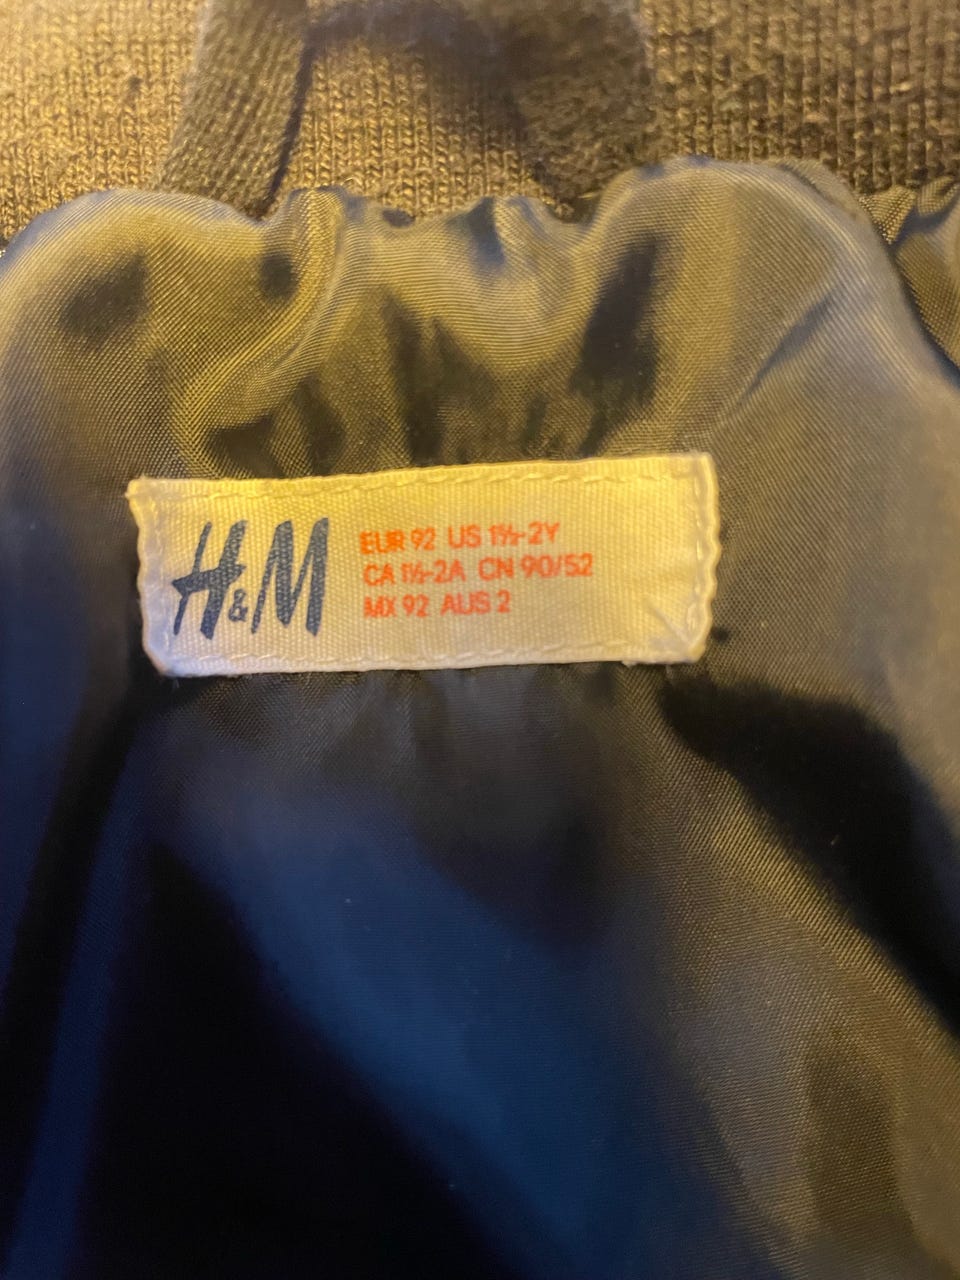 H&M
EUR 92 US 1½-2Y
CA 1½-2A CN 90/52
MX 92 AUS 2